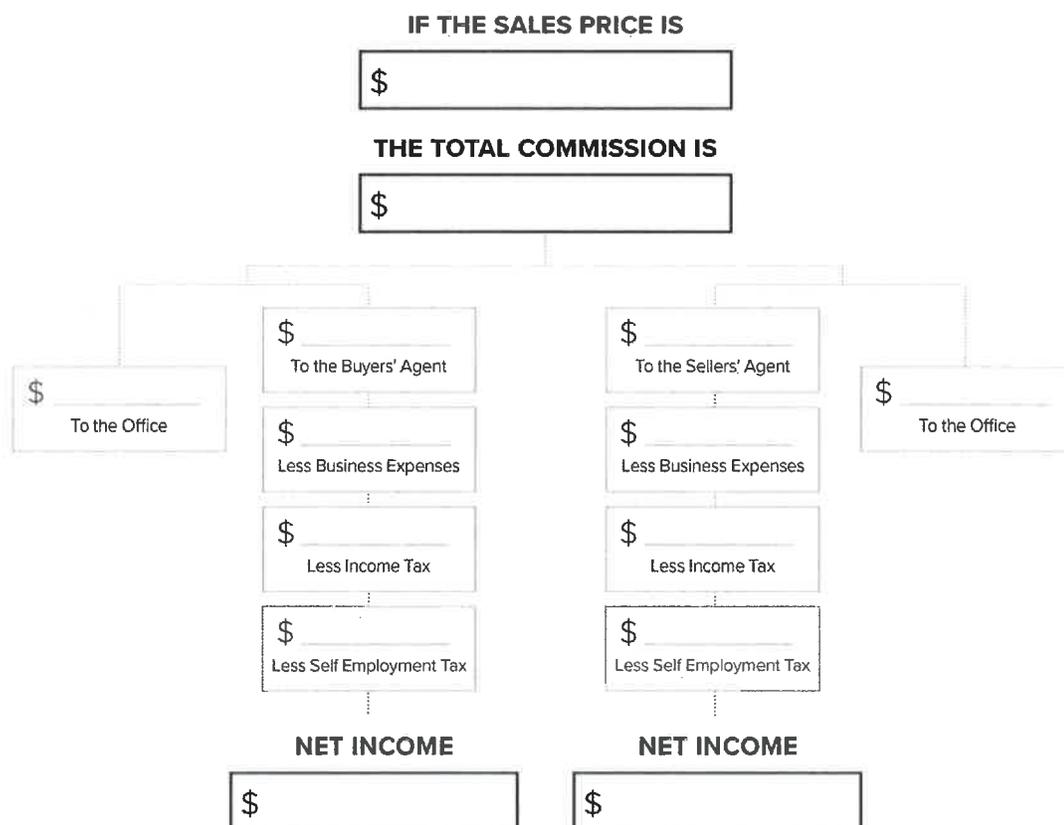 IF THE SALES PRICE IS
$
THE TOTAL COMMISSION IS
$
$
To the Buyers' Agent
$
To the Sellers' Agent
$
To the Office
$
To the Office
$
Less Business Expenses
$
Less Business Expenses
$
Less Income Tax
$
Less Income Tax
$
Less Self Employment Tax
$
Less Self Employment Tax
NET INCOME
NET INCOME
$
$